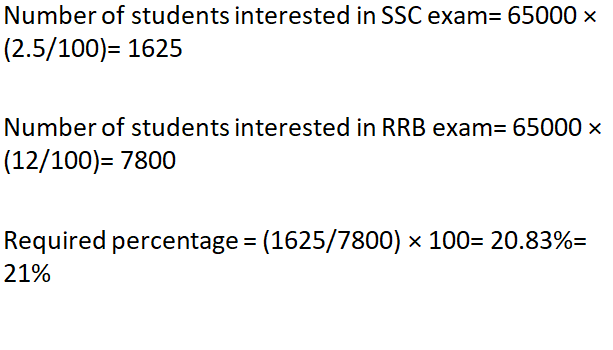 Number of students interested in SSC exam= 65000 ×
(2.5/100)= 1625
Number of students interested in RRB exam= 65000 ×
(12/100)= 7800
Required percentage = (1625/7800) × 100= 20.83%=
21%